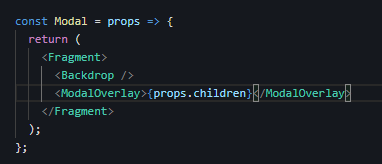 const Modal = props => {
return (
<Fragment>
<Backdrop />
<ModalOverlay>{props.children}</ModalOverlay>
</Fragment>
);
};